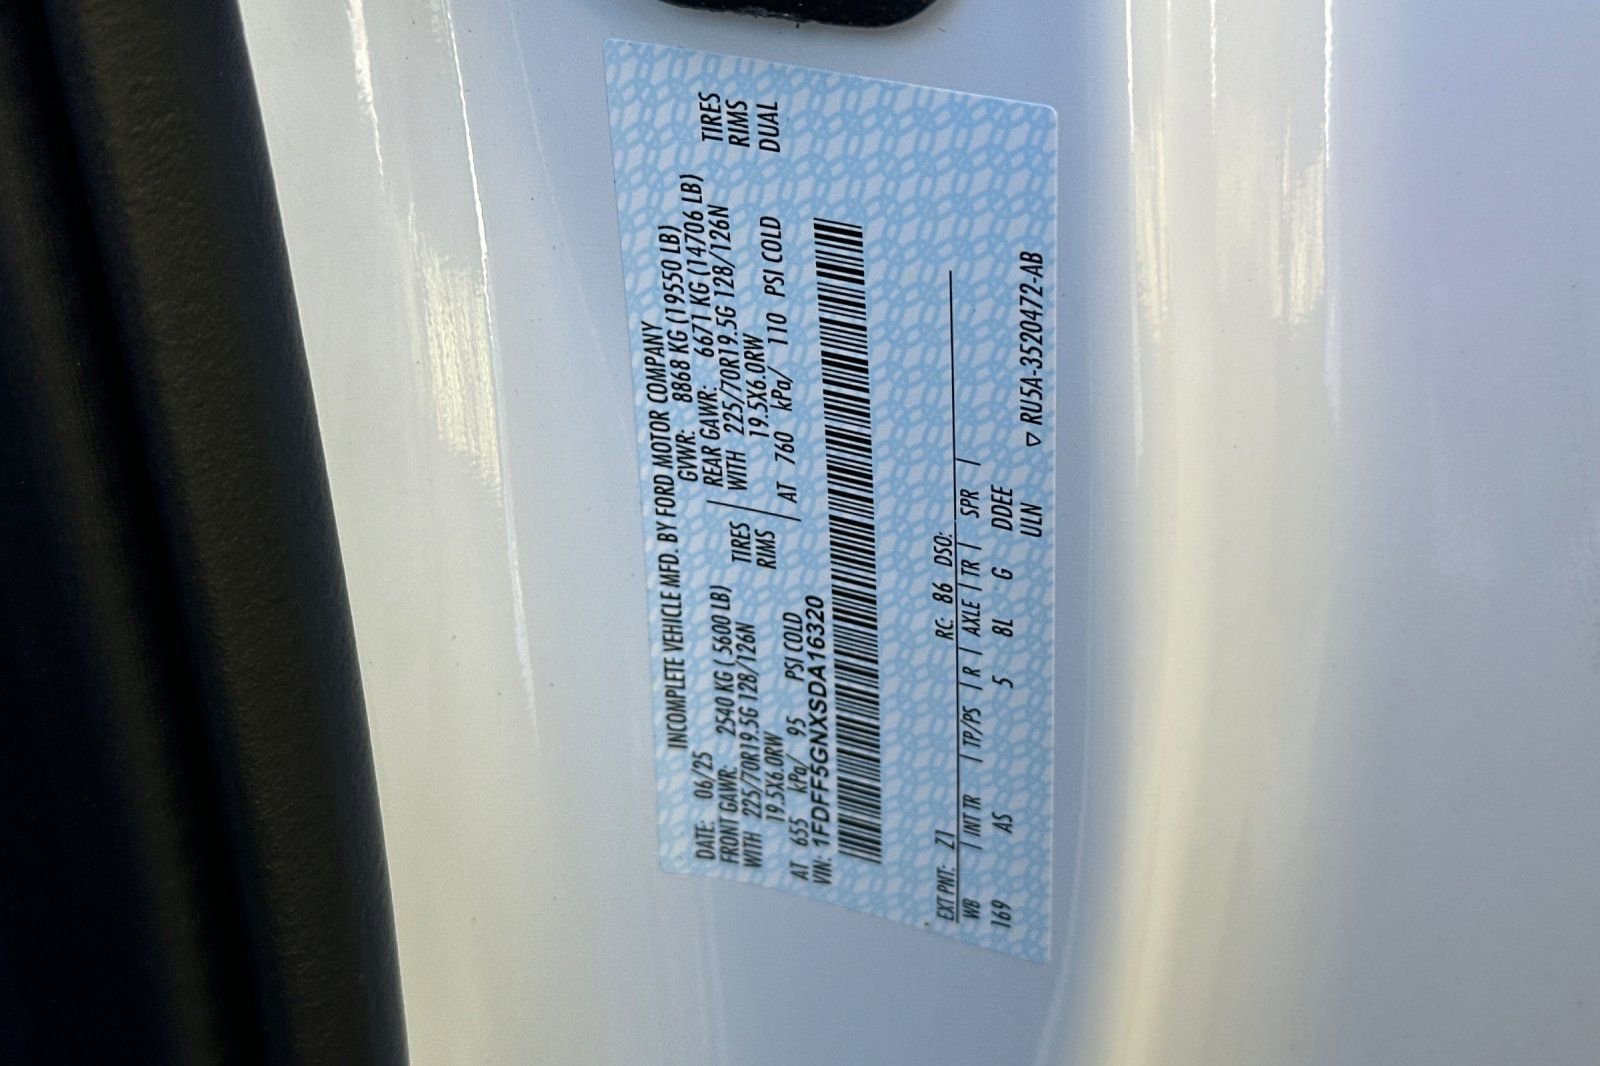 INCOMPLETE VEHICLE MFD. BY FORD MOTOR COMPANY
DATE: 06/25 GVWR: 8868 KG (19550 LB)
FRONT GAWR: 2540 KG ( 5600 LB) REAR GAWR: 6671 KG (14706 LB)
WITH 225/70R19.5G 128/126N TIRES WITH 225/70R19.5G 128/126N TIRES
19.5X6.0RW RIMS 19.5X6.0RW RIMS
AT 655 kPa/ 95 PSI COLD AT 760 kPa/ 110 PSI COLD DUAL
VIN: 1FDFF5GNXSDA16320
EXT PNT: Z1 RC: 86 DSO:
WB | INT TR | TP/PS | R | AXLE | TR | SPR |
169 AS 5 8L G DDEE
ULN
▽ RU5A-3520472-AB